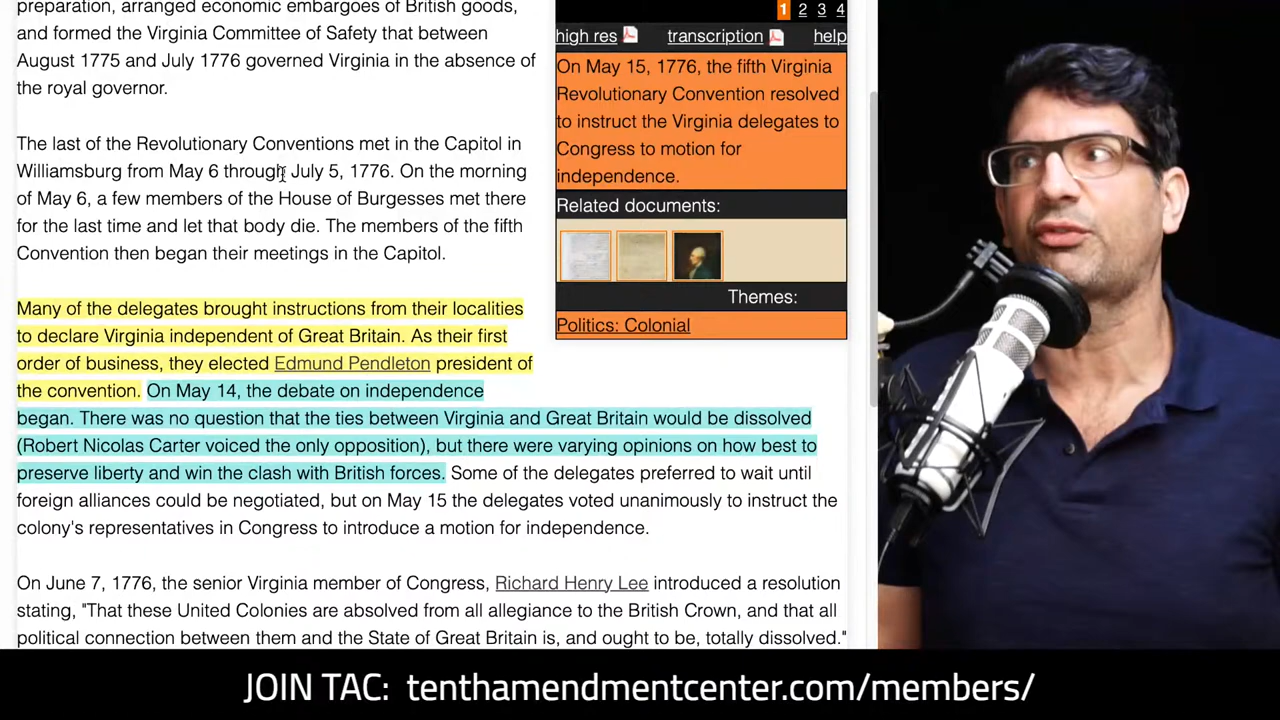 preparation, arranged economic embargoes of British goods,
and formed the Virginia Committee of Safety that between
August 1775 and July 1776 governed Virginia in the absence of
the royal governor.
The last of the Revolutionary Conventions met in the Capitol in
Williamsburg from May 6 through July 5, 1776. On the morning
of May 6, a few members of the House of Burgesses met there
for the last time and let that body die. The members of the fifth
Convention then began their meetings in the Capitol.
Many of the delegates brought instructions from their localities
to declare Virginia independent of Great Britain. As their first
order of business, they elected Edmund Pendleton president of
the convention. On May 14, the debate on independence
began. There was no question that the ties between Virginia and Great Britain would be dissolved
(Robert Nicolas Carter voiced the only opposition), but there were varying opinions on how best to
preserve liberty and win the clash with British forces. Some of the delegates preferred to wait until
foreign alliances could be negotiated, but on May 15 the delegates voted unanimously to instruct the
colony's representatives in Congress to introduce a motion for independence.
On June 7, 1776, the senior Virginia member of Congress, Richard Henry Lee introduced a resolution
stating, "That these United Colonies are absolved from all allegiance to the British Crown, and that all
political connection between them and the State of Great Britain is, and ought to be, totally dissolved."
1 2 3 4
high res transcription help
On May 15, 1776, the fifth Virginia
Revolutionary Convention resolved
to instruct the Virginia delegates to
Congress to motion for
independence.
Related documents:
Themes:
Politics: Colonial
JOIN TAC: tenthamendmentcenter.com/members/